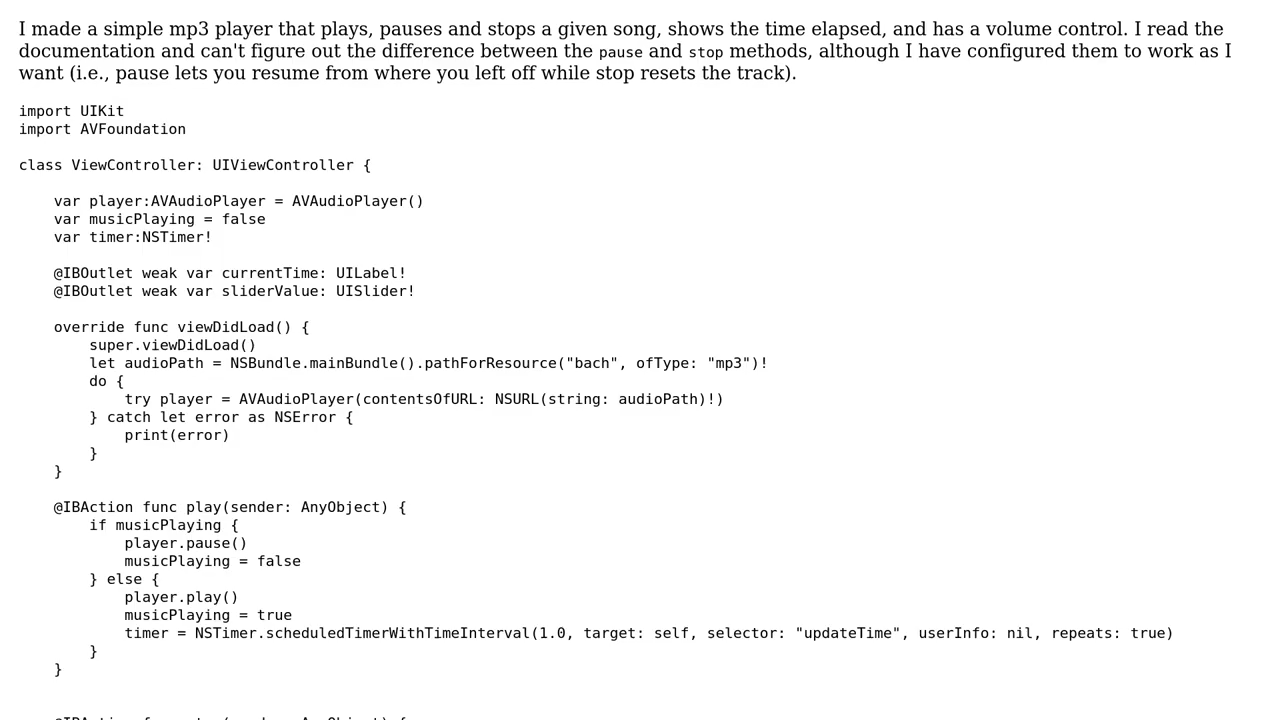 I made a simple mp3 player that plays, pauses and stops a given song, shows the time elapsed, and has a volume control. I read the
documentation and can't figure out the difference between the pause and stop methods, although I have configured them to work as I
want (i.e., pause lets you resume from where you left off while stop resets the track).
import UIKit
import AVFoundation
class ViewController: UIViewController {
    var player:AVAudioPlayer = AVAudioPlayer()
    var musicPlaying = false
    var timer:NSTimer!
    @IBOutlet weak var currentTime: UILabel!
    @IBOutlet weak var sliderValue: UISlider!
    override func viewDidLoad() {
        super.viewDidLoad()
        let audioPath = NSBundle.mainBundle().pathForResource("bach", ofType: "mp3")!
        do {
            try player = AVAudioPlayer(contentsOfURL: NSURL(string: audioPath)!)
        } catch let error as NSError {
            print(error)
        }
    }
    @IBAction func play(sender: AnyObject) {
        if musicPlaying {
            player.pause()
            musicPlaying = false
        } else {
            player.play()
            musicPlaying = true
            timer = NSTimer.scheduledTimerWithTimeInterval(1.0, target: self, selector: "updateTime", userInfo: nil, repeats: true)
        }
    }